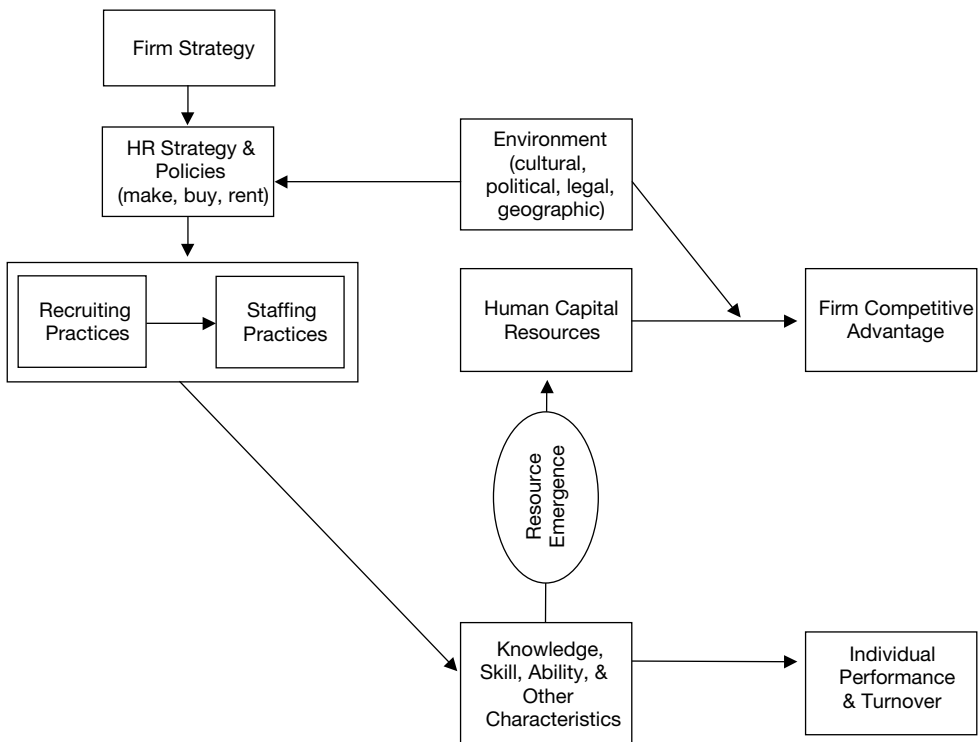 Firm Strategy
HR Strategy &
Policies
(make, buy, rent)
Environment
(cultural,
political, legal,
geographic)
Recruiting
Practices
Staffing
Practices
Human Capital
Resources
Firm Competitive
Advantage
Resource
Emergence
Knowledge,
Skill, Ability, &
Other
Characteristics
Individual
Performance
& Turnover